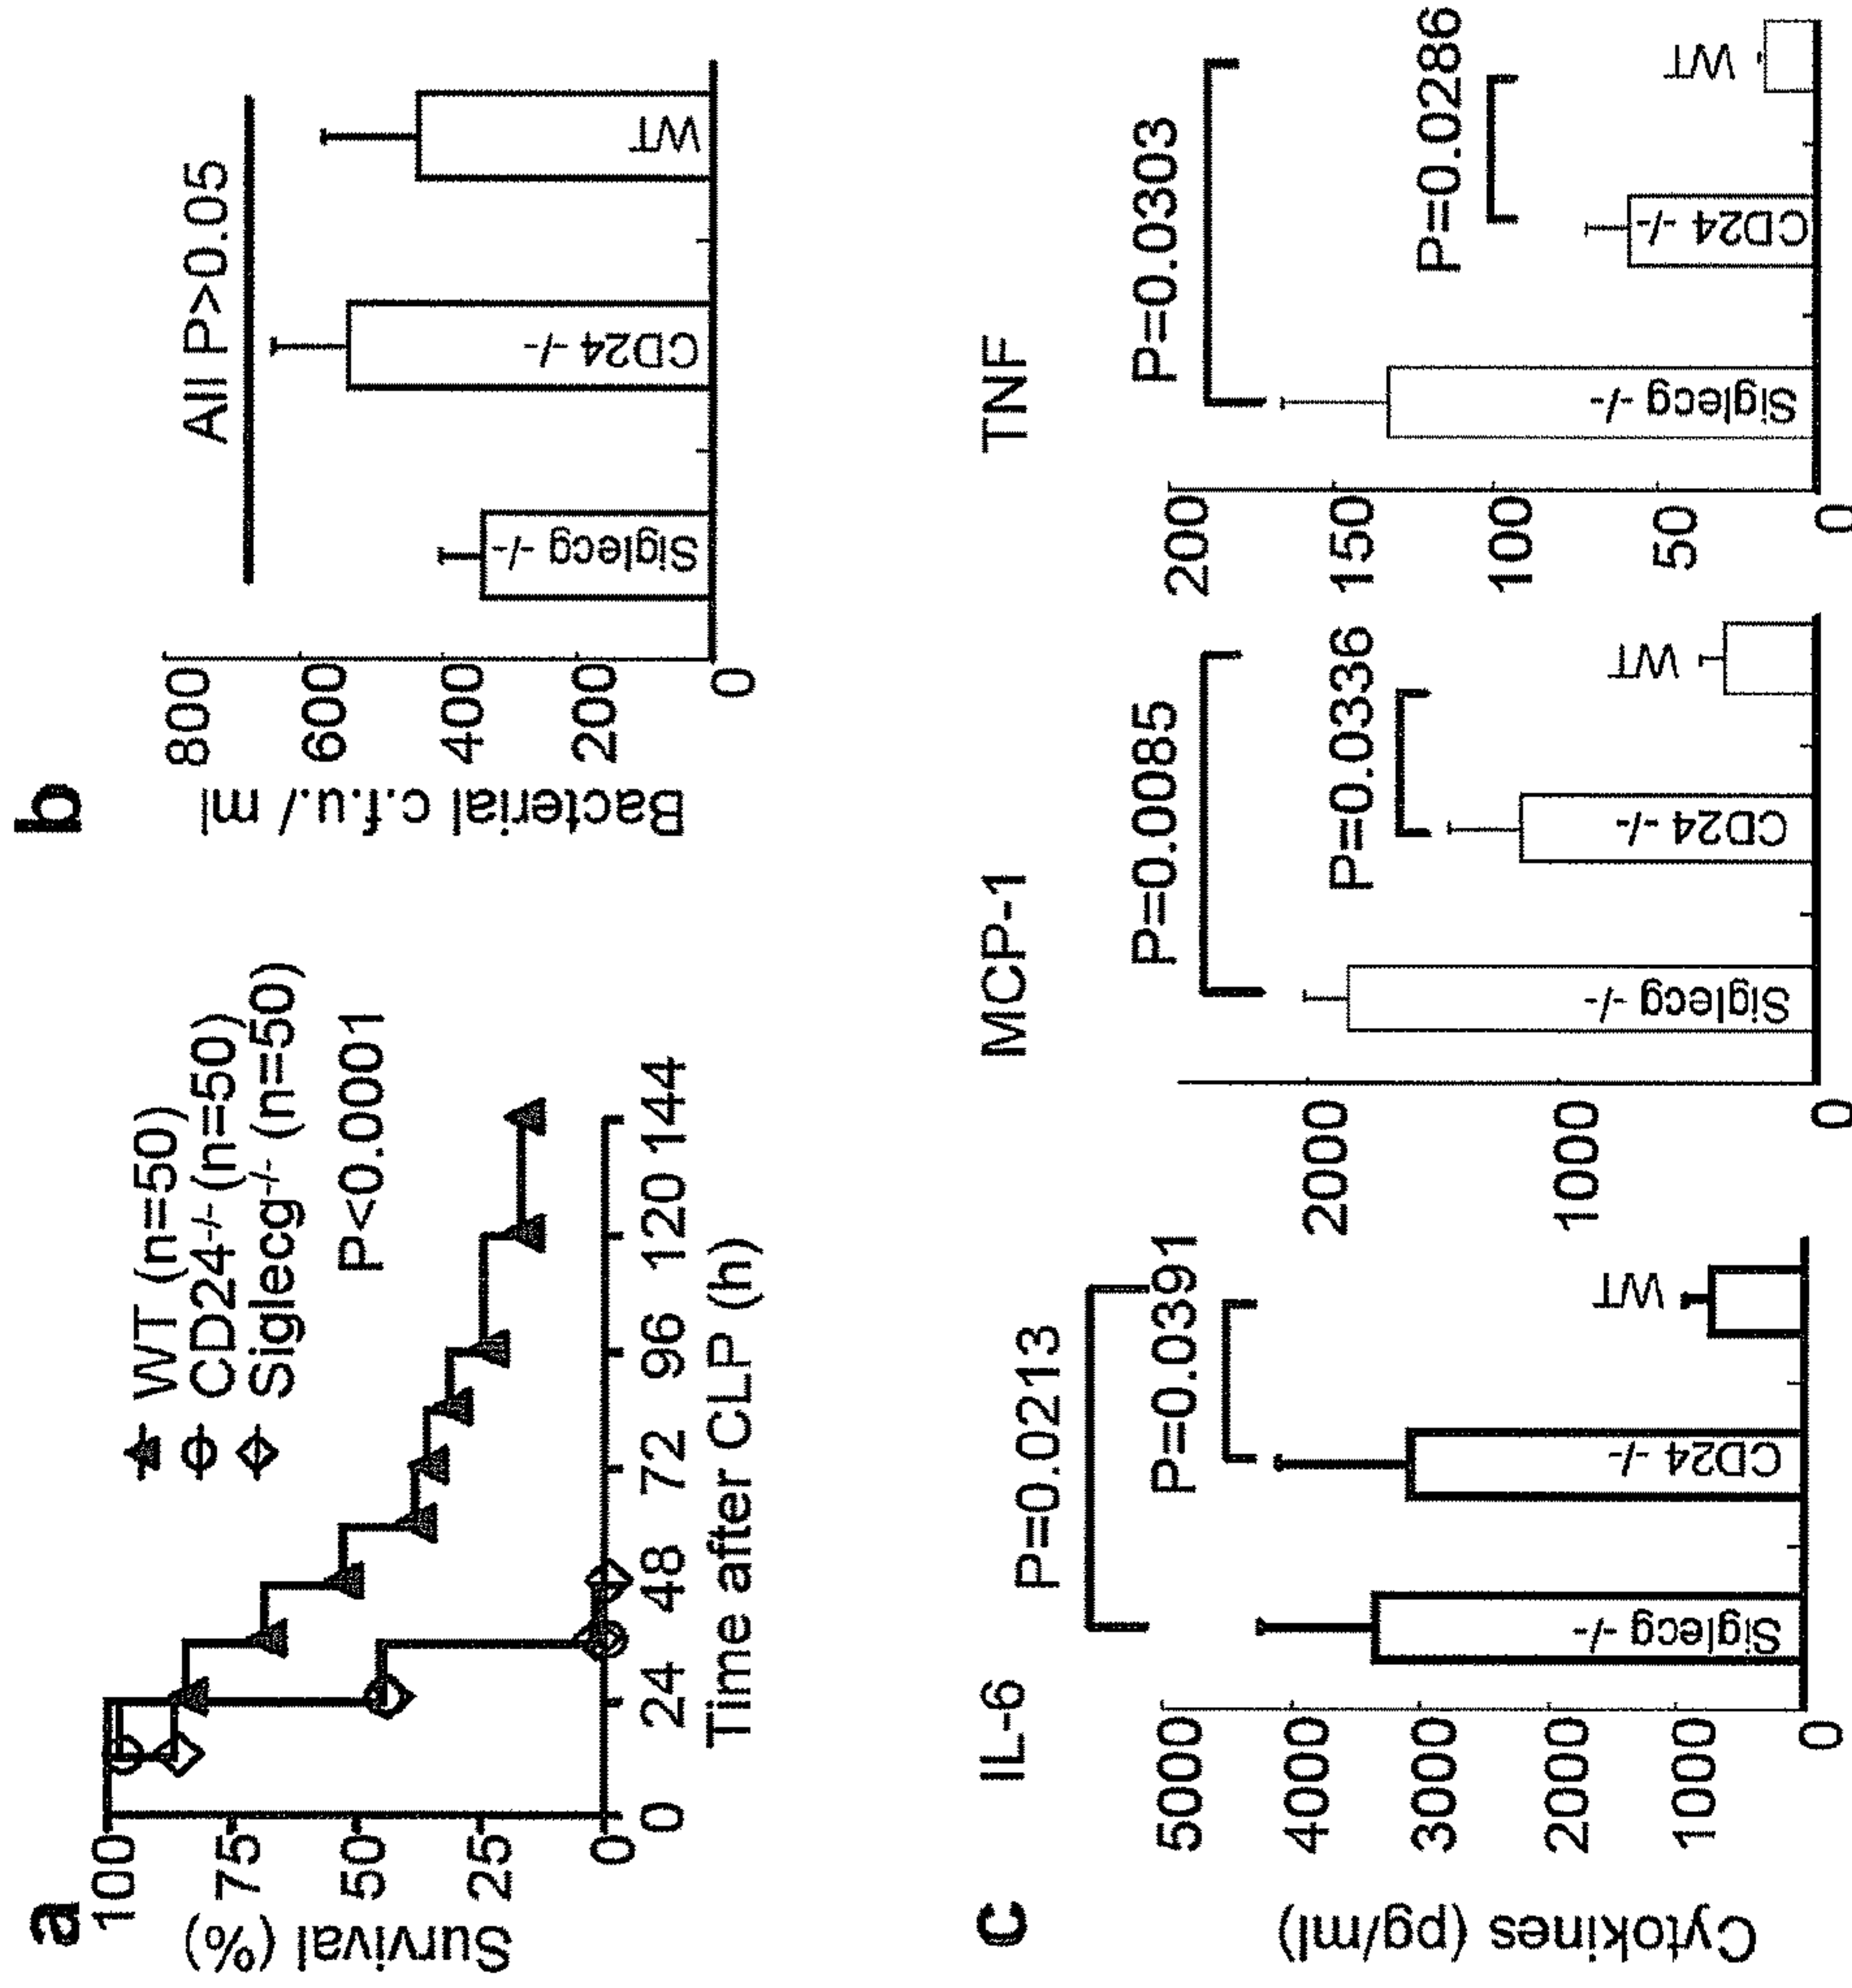 a
Survival (%)
100
75
50
25
0
0 24 48 72 96 120 144
Time after CLP (h)
WT (n=50)
CD24-/- (n=50)
Siglecg-/- (n=50)
P<0.0001
b
Bacterial c.f.u./ ml
800
600
400
200
0
All P>0.05
Siglecg -/-
CD24 -/-
WT
c
Cytokines (pg/ml)
IL-6
5000
4000
3000
2000
1000
0
P=0.0213
P=0.0391
Siglecg -/-
CD24 -/-
WT
MCP-1
2000
1000
0
P=0.0085
P=0.0336
Siglecg -/-
CD24 -/-
WT
TNF
200
150
100
50
0
P=0.0303
P=0.0286
Siglecg -/-
CD24 -/-
WT